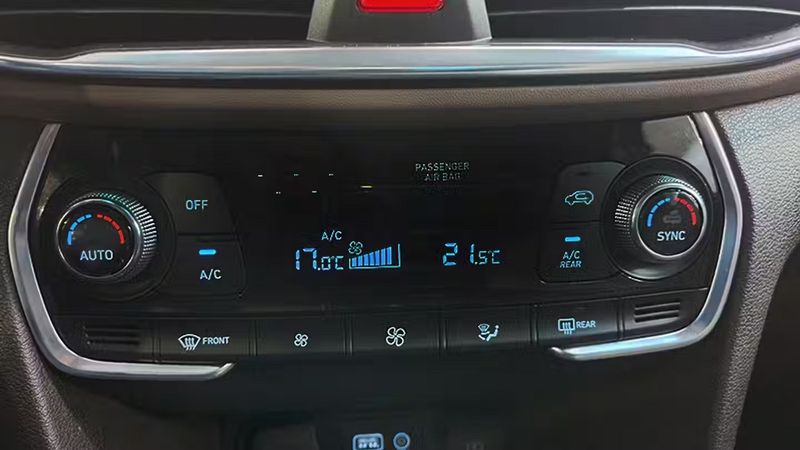 PASSENGER
AIR BAG
OFF
A/C
AUTO
A/C
17.0°C
21.5°C
SYNC
A/C
REAR
FRONT
REAR